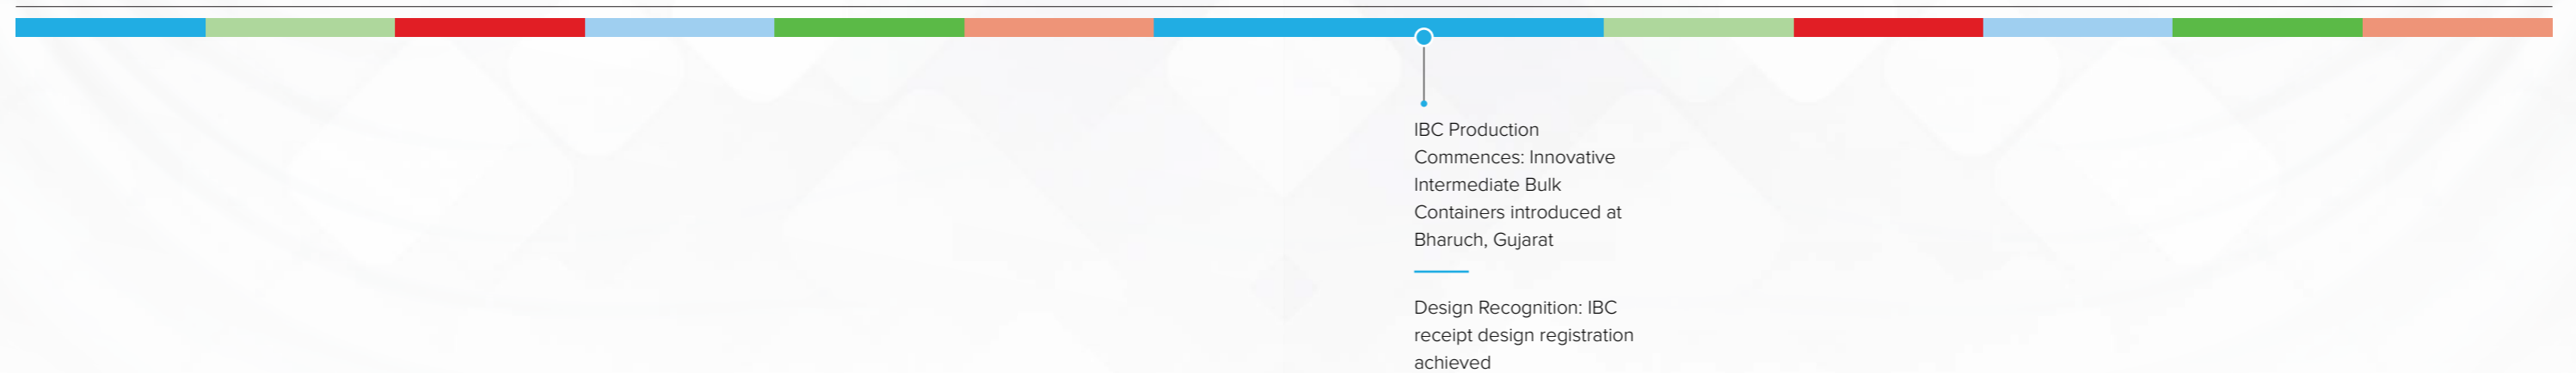 IBC Production
Commences: Innovative
Intermediate Bulk
Containers introduced at
Bharuch, Gujarat
Design Recognition: IBC
receipt design registration
achieved